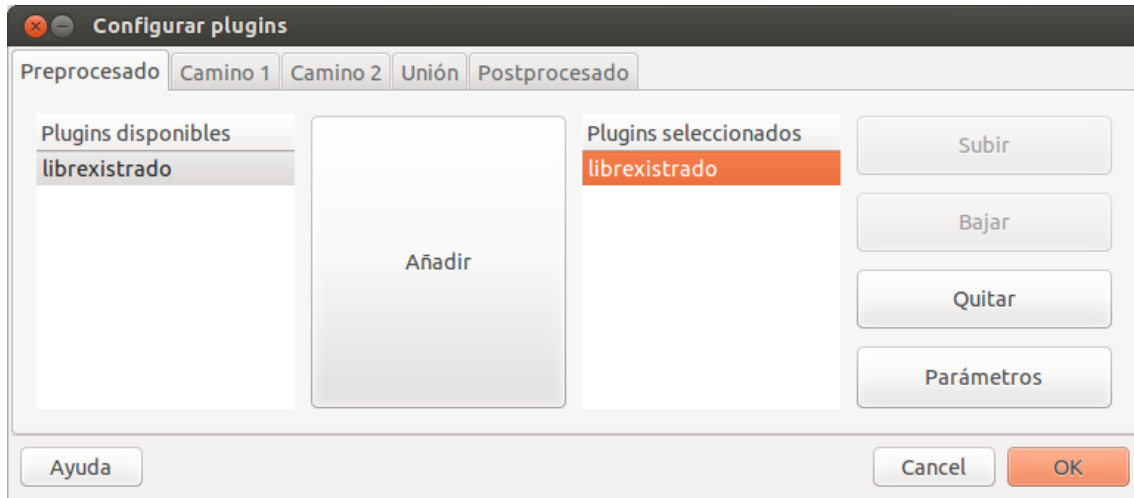 Configurar plugins
Preprocesado Camino 1 Camino 2 Unión Postprocesado
Plugins disponibles
librexistrado
Añadir
Plugins seleccionados
librexistrado
Subir
Bajar
Quitar
Parámetros
Ayuda
Cancel
OK